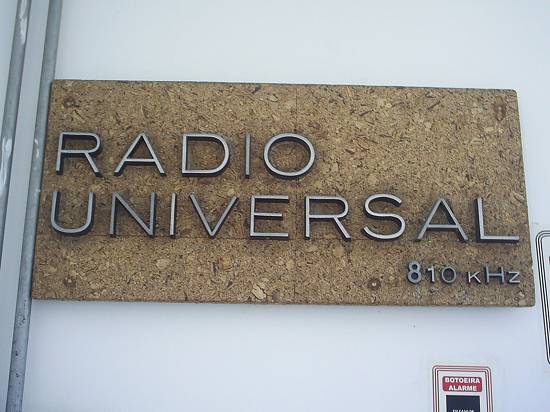 RADIO
UNIVERSAL
810 KHz
BOTOEIRA
ALARME